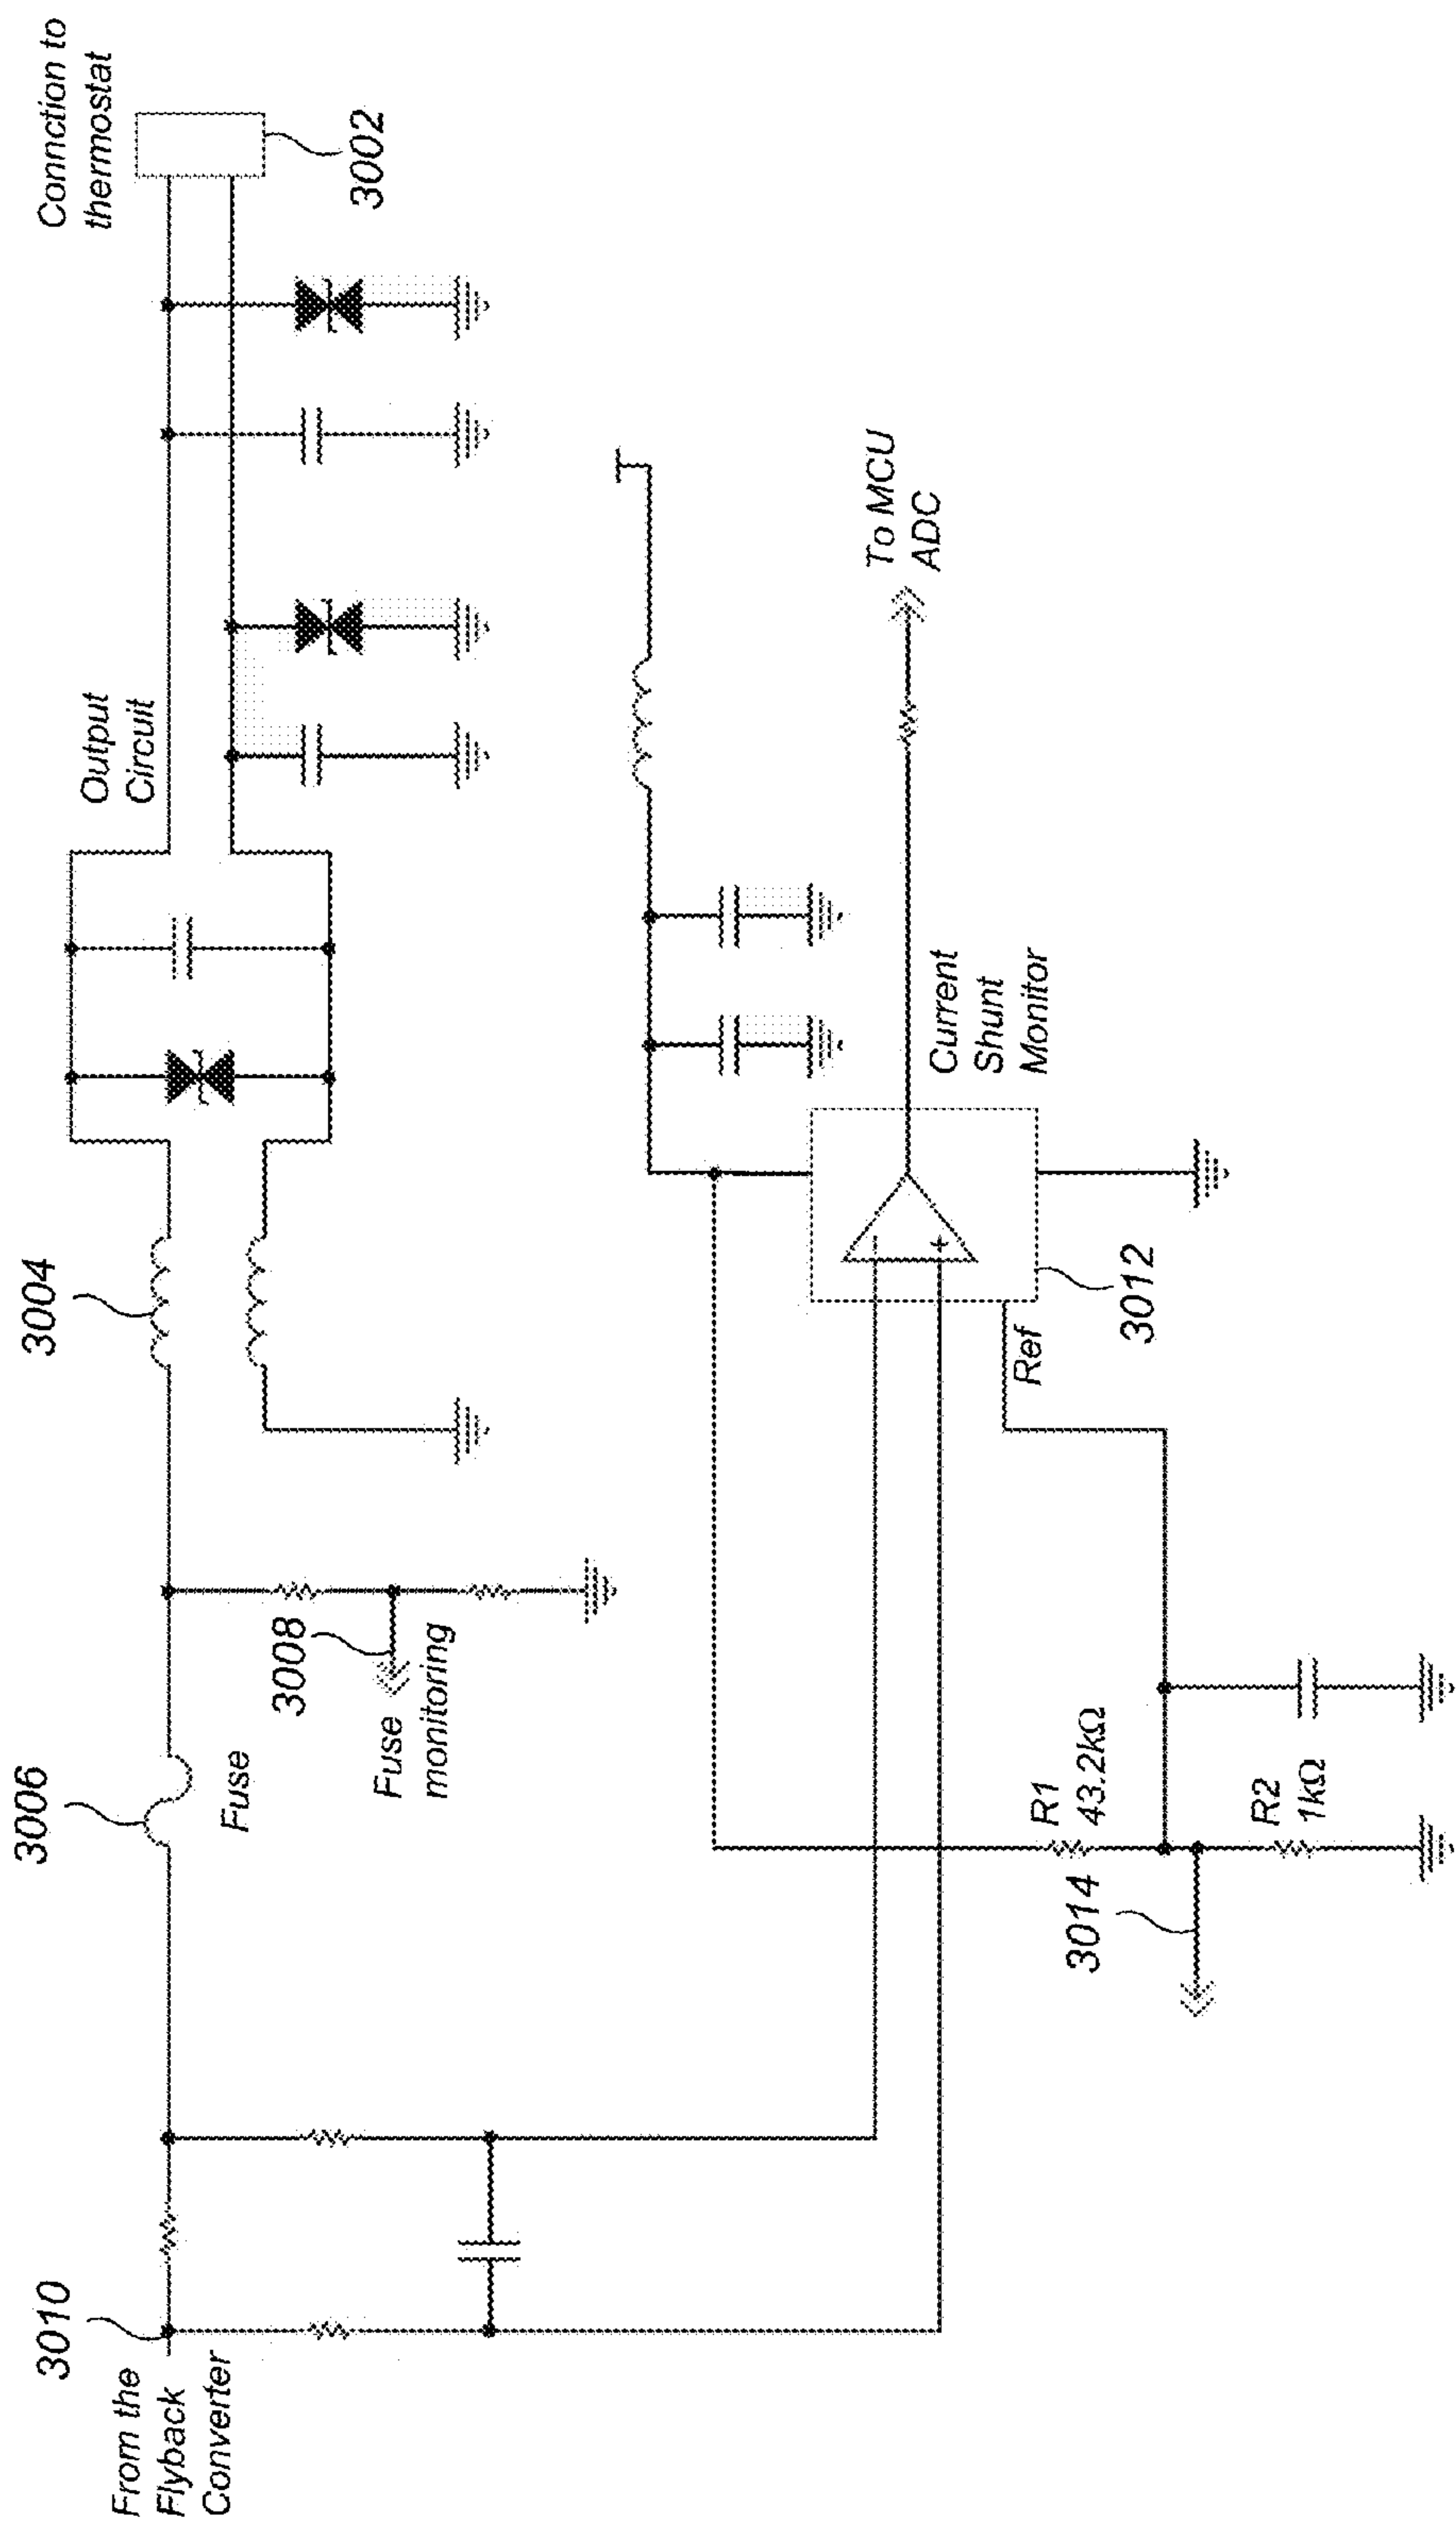 3010
From the
Flyback
Converter
3006
Fuse
3008
Fuse
monitoring
3004
Output
Circuit
Connction to
thermostat
3002
3014
R1
43.2kΩ
R2
1kΩ
Ref
3012
Current
Shunt
Monitor
To MCU
ADC
-
+